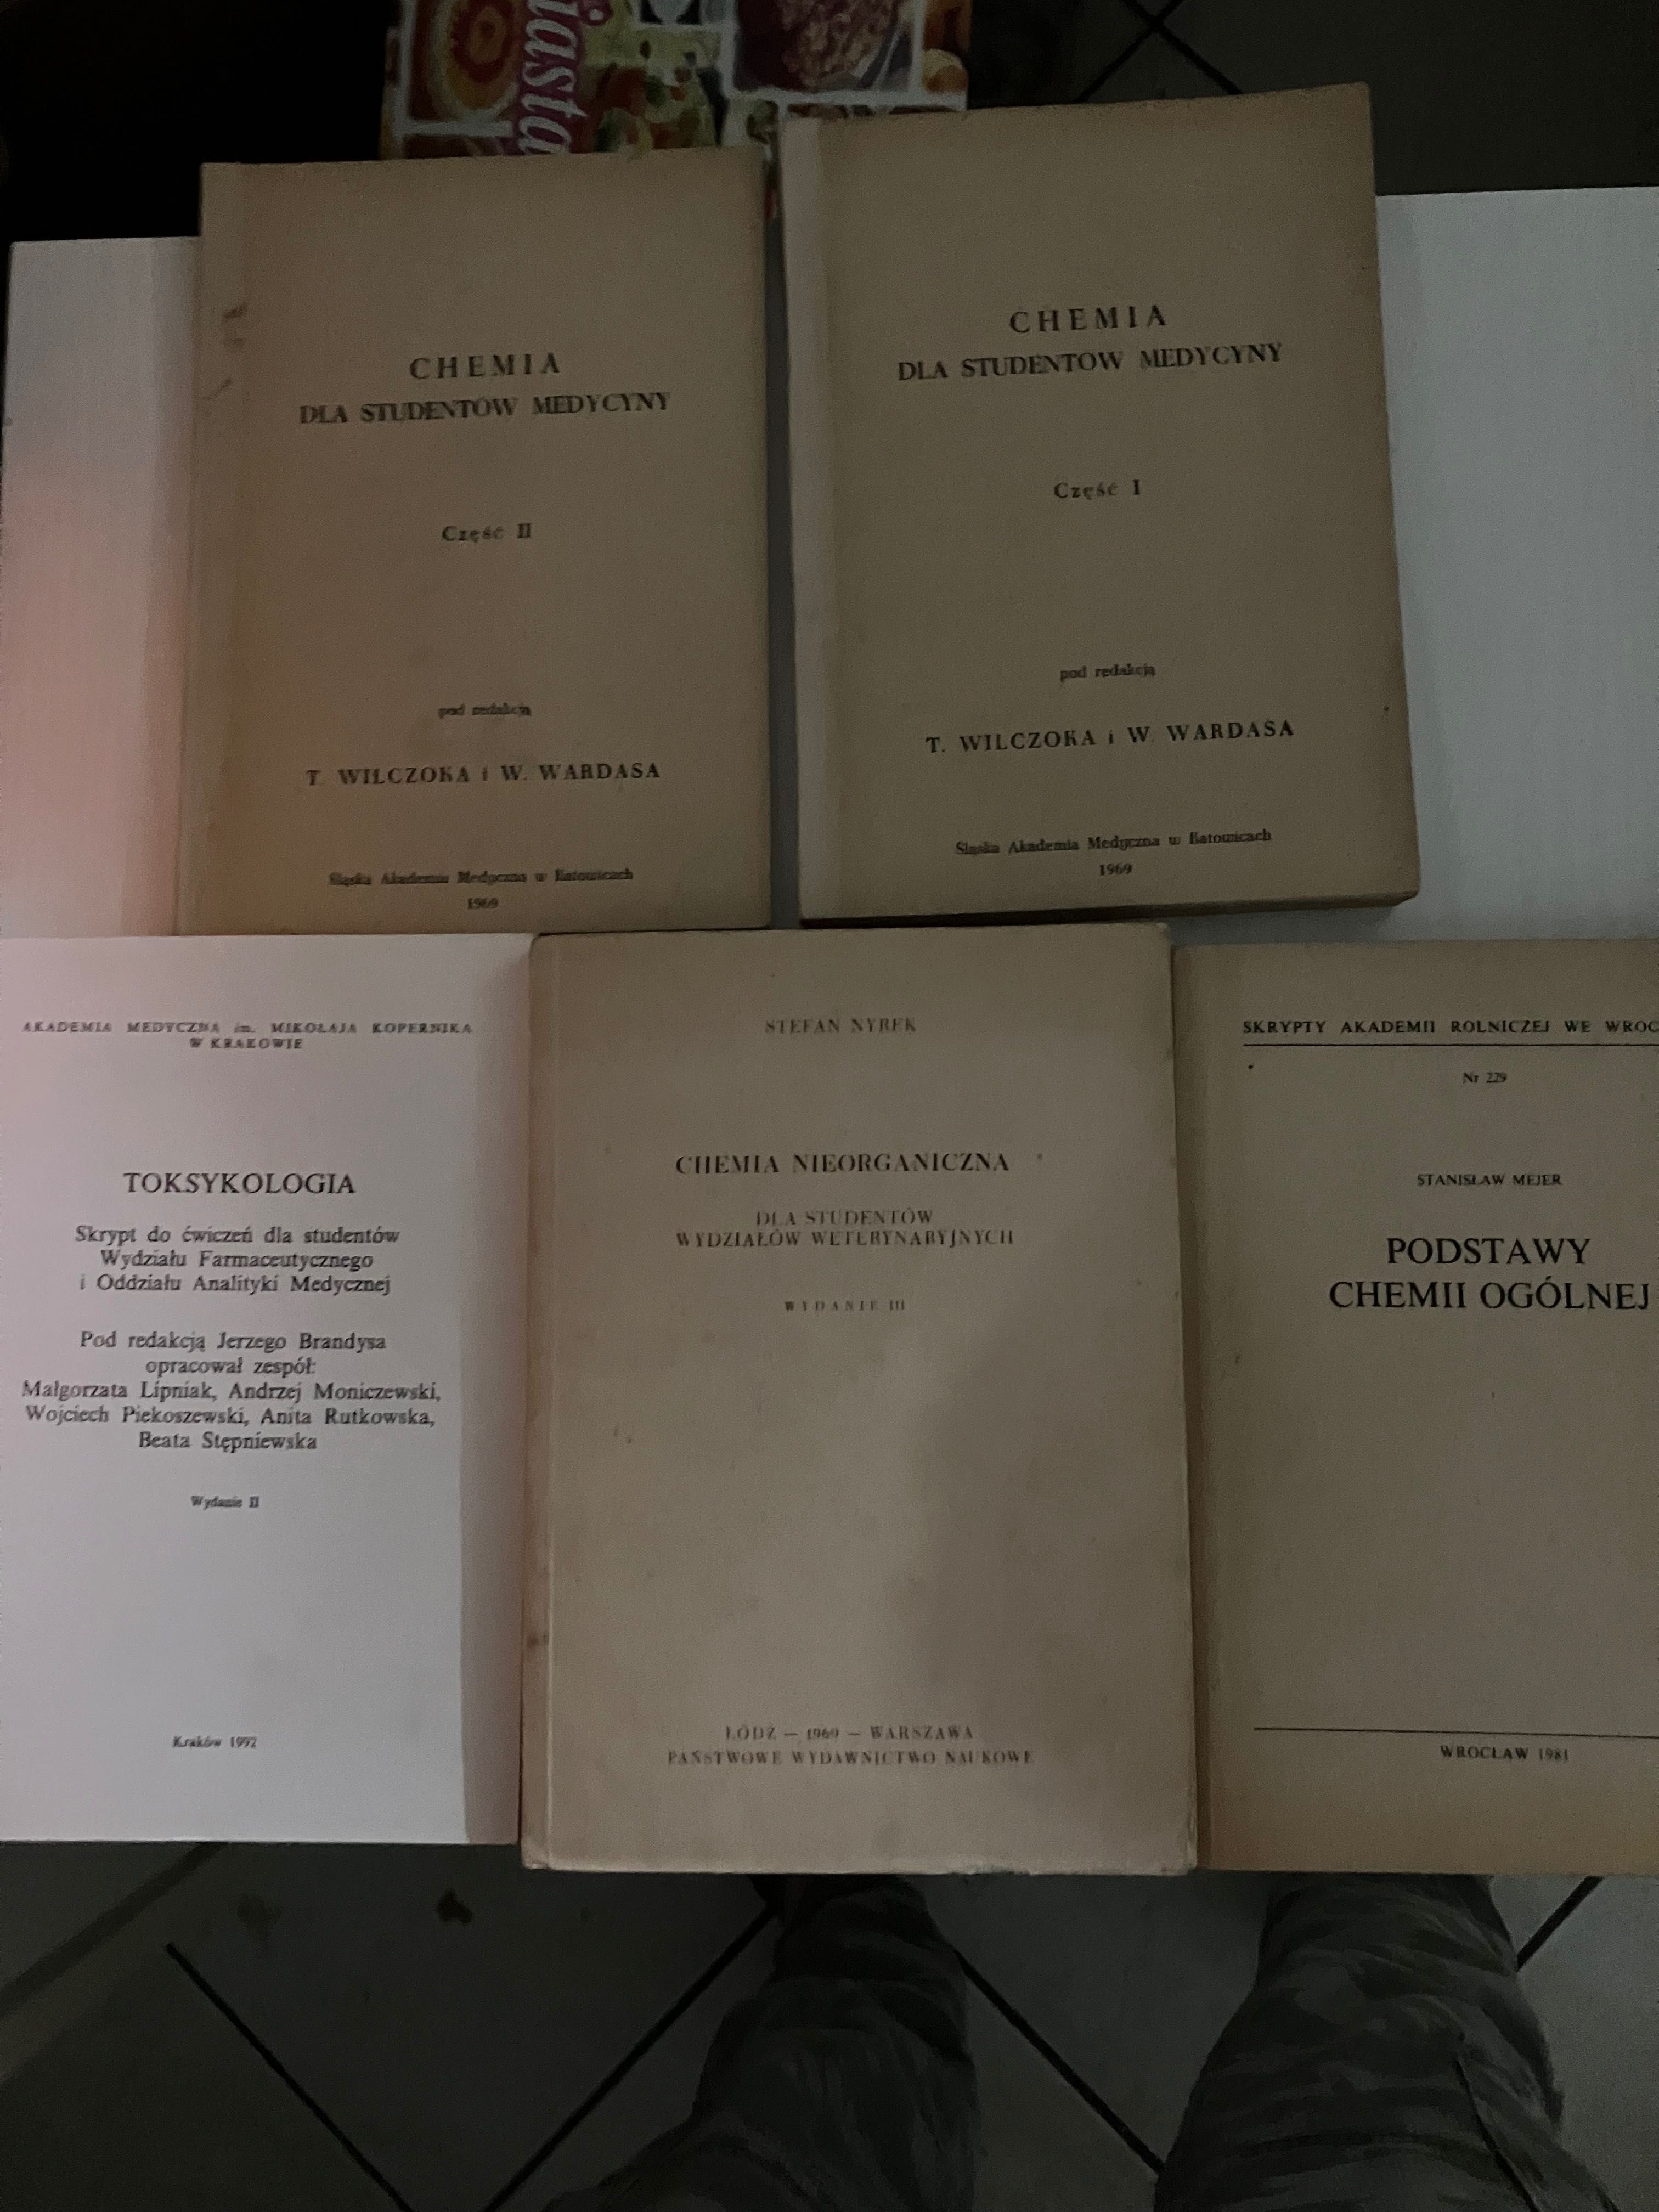 iasta
CHEMIA
DLA STUDENTÓW MEDYCYNY
Część II
pod redakcją
T. WILCZOKA i W. WARDASA
Śląska Akademia Medyczna w Katowicach
1969
CHEMIA
DLA STUDENTOW MEDYCYNY
Część I
pod redakcją
T. WILCZOKA i W. WARDASA
Śląska Akademia Medyczna w Katowicach
1969
AKADEMIA MEDYCZNA im. MIKOŁAJA KOPERNIKA
W KRAKOWIE
TOKSYKOLOGIA
Skrypt do ćwiczeń dla studentów
Wydziału Farmaceutycznego
i Oddziału Analityki Medycznej
Pod redakcją Jerzego Brandysa
opracował zespół:
Małgorzata Lipniak, Andrzej Moniczewski,
Wojciech Piekoszewski, Anita Rutkowska,
Beata Stępniewska
Wydanie II
Kraków 1992
STEFAN NYREK
CHEMIA NIEORGANICZNA
DLA STUDENTÓW
WYDZIAŁÓW WETERYNARYJNYCH
WYDANIE III
ŁÓDŹ — 1969 — WARSZAWA
PAŃSTWOWE WYDAWNICTWO NAUKOWE
SKRYPTY AKADEMII ROLNICZEJ WE WROC
Nr 229
STANISŁAW MEJER
PODSTAWY
CHEMII OGÓLNEJ
WROCŁAW 1981